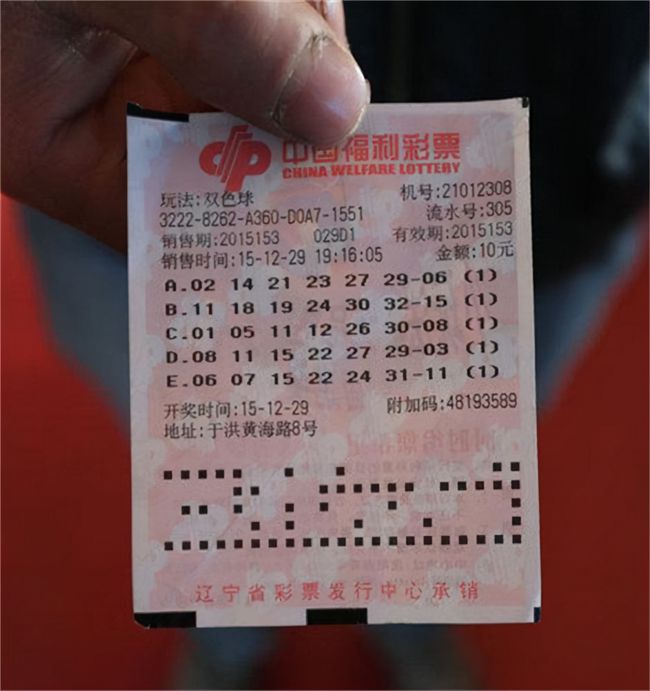 中国福利彩票
CHINA WELFARE LOTTERY
玩法:双色球 机号:21012308
3222-8262-A360-D0A7-1551 流水号:305
销售期:2015153 029D1 有效期:2015153
销售时间:15-12-29 19:16:05 金额:10元
A.02 14 21 23 27 29-06 (1)
B.11 18 19 24 30 32-15 (1)
C.01 05 11 12 26 30-08 (1)
D.08 11 15 22 27 29-03 (1)
E.06 07 15 22 24 31-11 (1)
开奖时间:15-12-29 附加码:48193589
地址:于洪黄海路8号
辽宁省彩票发行中心承销